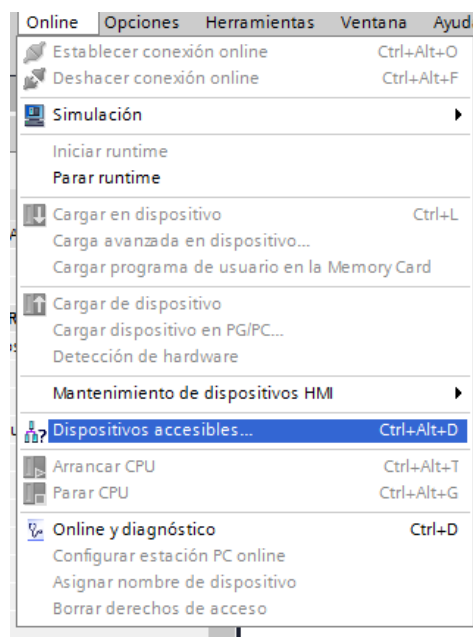 Online Opciones Herramientas Ventana Ayud
Establecer conexión online Ctrl+Alt+O
Deshacer conexión online Ctrl+Alt+F
Simulación
Iniciar runtime
Parar runtime
Cargar en dispositivo Ctrl+L
Carga avanzada en dispositivo...
Cargar programa de usuario en la Memory Card
Cargar de dispositivo
Cargar dispositivo en PG/PC...
Detección de hardware
Mantenimiento de dispositivos HMI
Dispositivos accesibles... Ctrl+Alt+D
Arrancar CPU Ctrl+Alt+T
Parar CPU Ctrl+Alt+G
Online y diagnóstico Ctrl+D
Configurar estación PC online
Asignar nombre de dispositivo
Borrar derechos de acceso